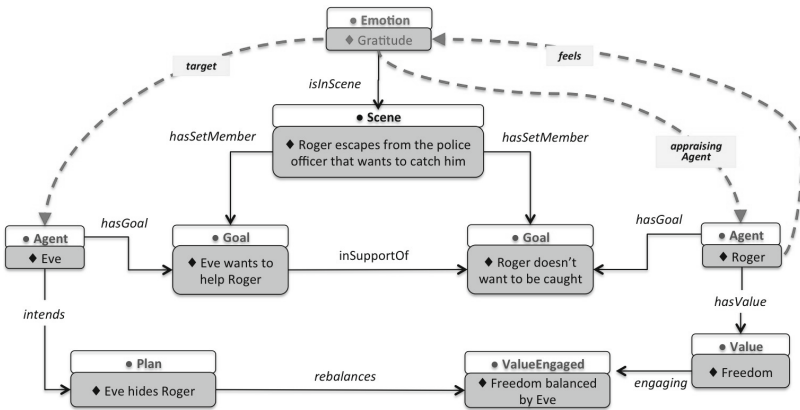 ● Emotion
♦ Gratitude
target
feels
isInScene
● Scene
♦ Roger escapes from the police
officer that wants to catch him
hasSetMember
hasSetMember
appraising
Agent
● Agent
♦ Eve
hasGoal
● Goal
♦ Eve wants to
help Roger
inSupportOf
● Goal
♦ Roger doesn't
want to be caught
hasGoal
● Agent
♦ Roger
intends
hasValue
● Plan
♦ Eve hides Roger
rebalances
● ValueEngaged
♦ Freedom balanced
by Eve
engaging
● Value
♦ Freedom